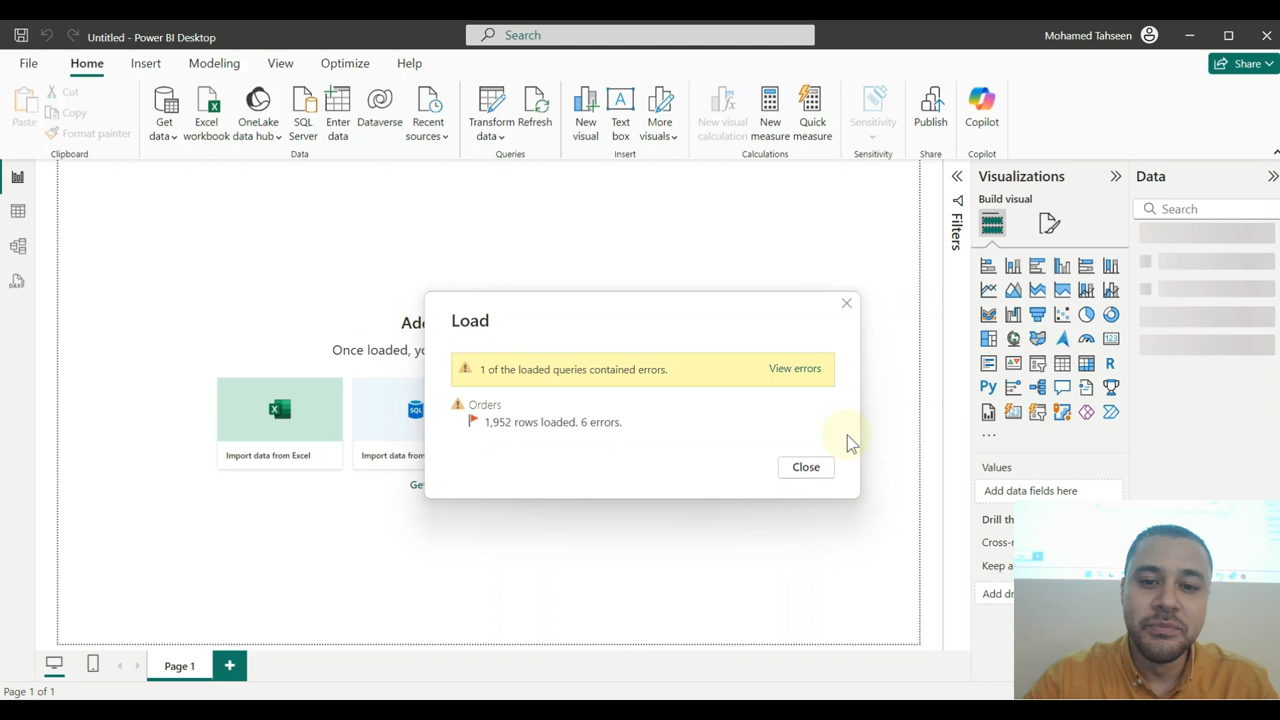 Untitled - Power BI Desktop
Search
Mohamed Tahseen
File
Home
Insert
Modeling
View
Optimize
Help
Share
Paste
Cut
Copy
Format painter
Clipboard
Get data
Excel workbook
OneLake data hub
SQL Server
Enter data
Dataverse
Recent sources
Data
Transform data
Refresh
Queries
New visual
Text box
More visuals
Insert
New visual calculation
New measure
Quick measure
Calculations
Sensitivity
Sensitivity
Publish
Share
Copilot
Copilot
Filters
Visualizations
Build visual
Data
Search
Ad
Once loaded, yo
Import data from Excel
SQL
Import data from
Get
Load
1 of the loaded queries contained errors.
View errors
Orders
1,952 rows loaded. 6 errors.
Close
123
R
Py
Values
Add data fields here
Drill th
Cross-r
Keep a
Add dr
Page 1
Page 1 of 1